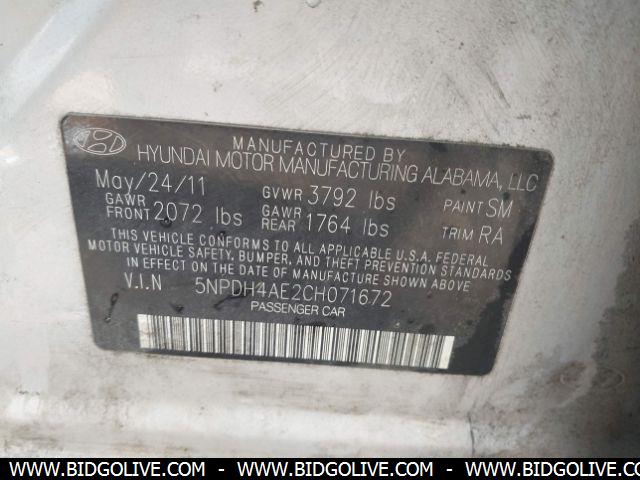 MANUFACTURED BY
HYUNDAI MOTOR MANUFACTURING ALABAMA, LLC
May/24/11 GVWR 3792 lbs PAINT SM
GAWR FRONT 2072 lbs GAWR REAR 1764 lbs TRIM RA
THIS VEHICLE CONFORMS TO ALL APPLICABLE U.S.A. FEDERAL
MOTOR VEHICLE SAFETY, BUMPER, AND THEFT PREVENTION STANDARDS
IN EFFECT ON THE DATE OF MANUFACTURE SHOWN ABOVE
V.I.N 5NPDH4AE2CH071672
PASSENGER CAR
WWW.BIDGOLIVE.COM - WWW.BIDGOLIVE.COM - WWW.BIDGOLIVE.COM - WWW.BIDGOLIVE.COM